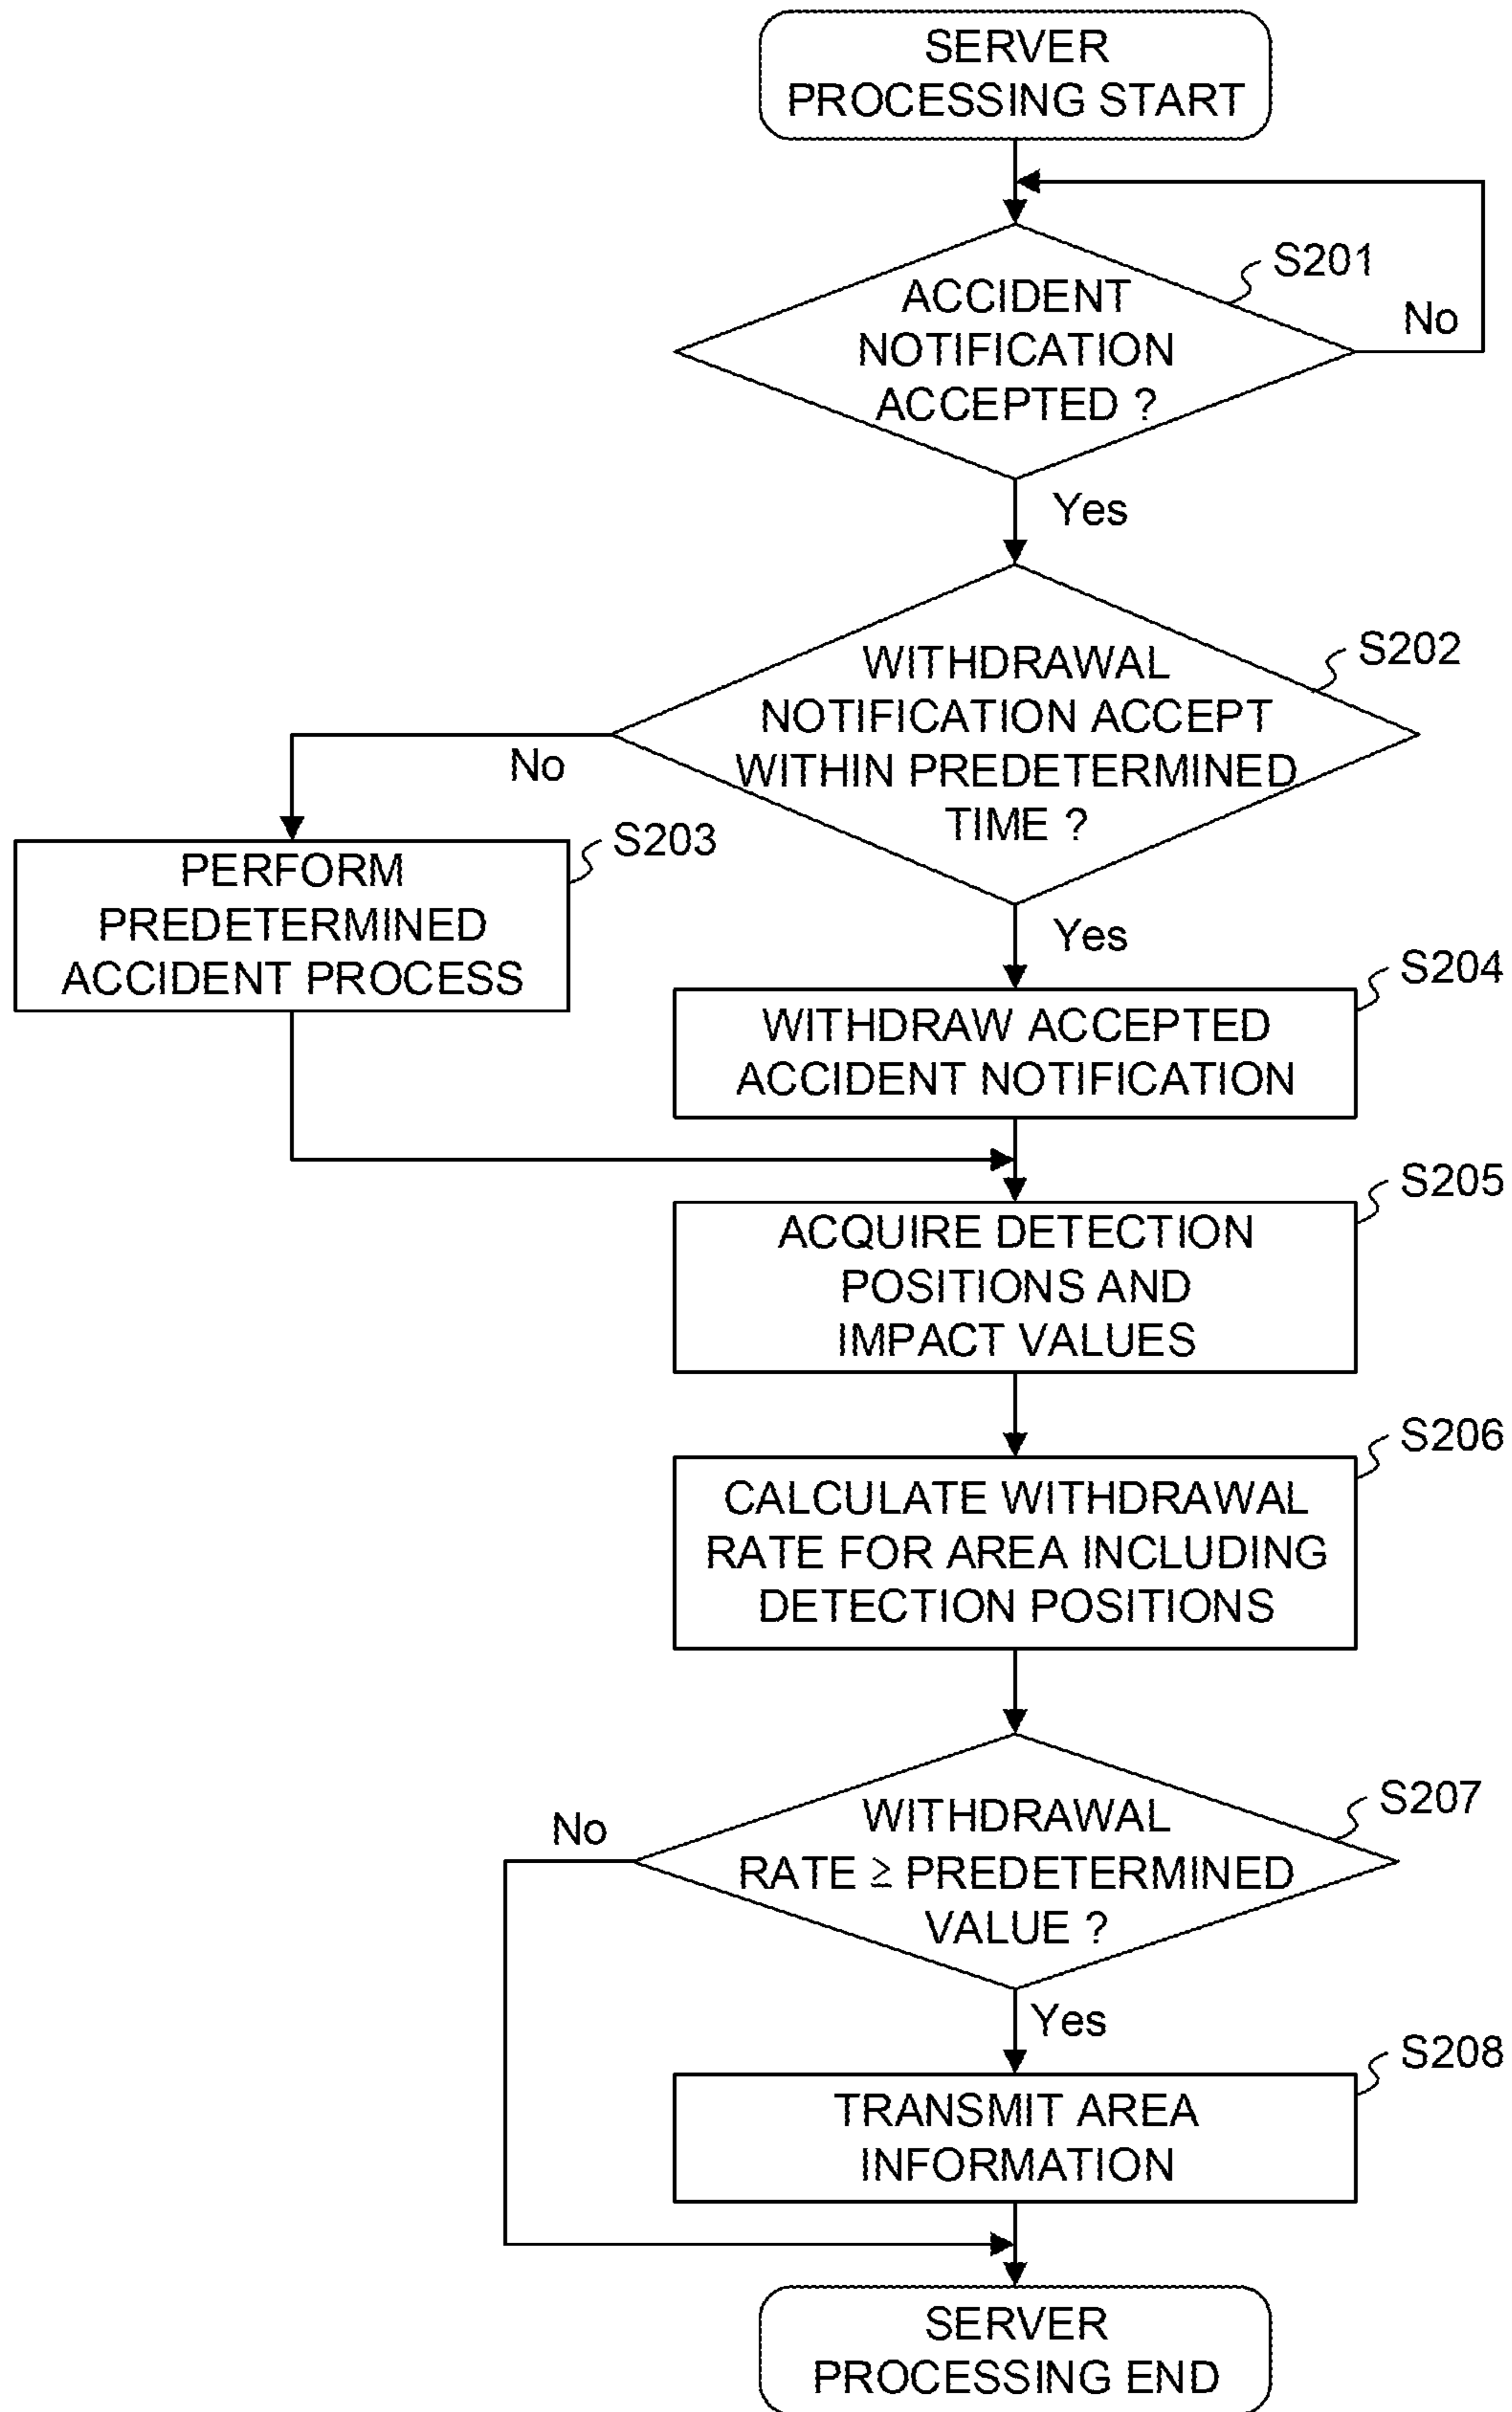 SERVER
PROCESSING START
S201
ACCIDENT
NOTIFICATION
ACCEPTED ?
No
Yes
S202
WITHDRAWAL
NOTIFICATION ACCEPT
WITHIN PREDETERMINED
TIME ?
No
S203
PERFORM
PREDETERMINED
ACCIDENT PROCESS
Yes
S204
WITHDRAW ACCEPTED
ACCIDENT NOTIFICATION
S205
ACQUIRE DETECTION
POSITIONS AND
IMPACT VALUES
S206
CALCULATE WITHDRAWAL
RATE FOR AREA INCLUDING
DETECTION POSITIONS
S207
No
WITHDRAWAL
RATE ≥ PREDETERMINED
VALUE ?
Yes
S208
TRANSMIT AREA
INFORMATION
SERVER
PROCESSING END